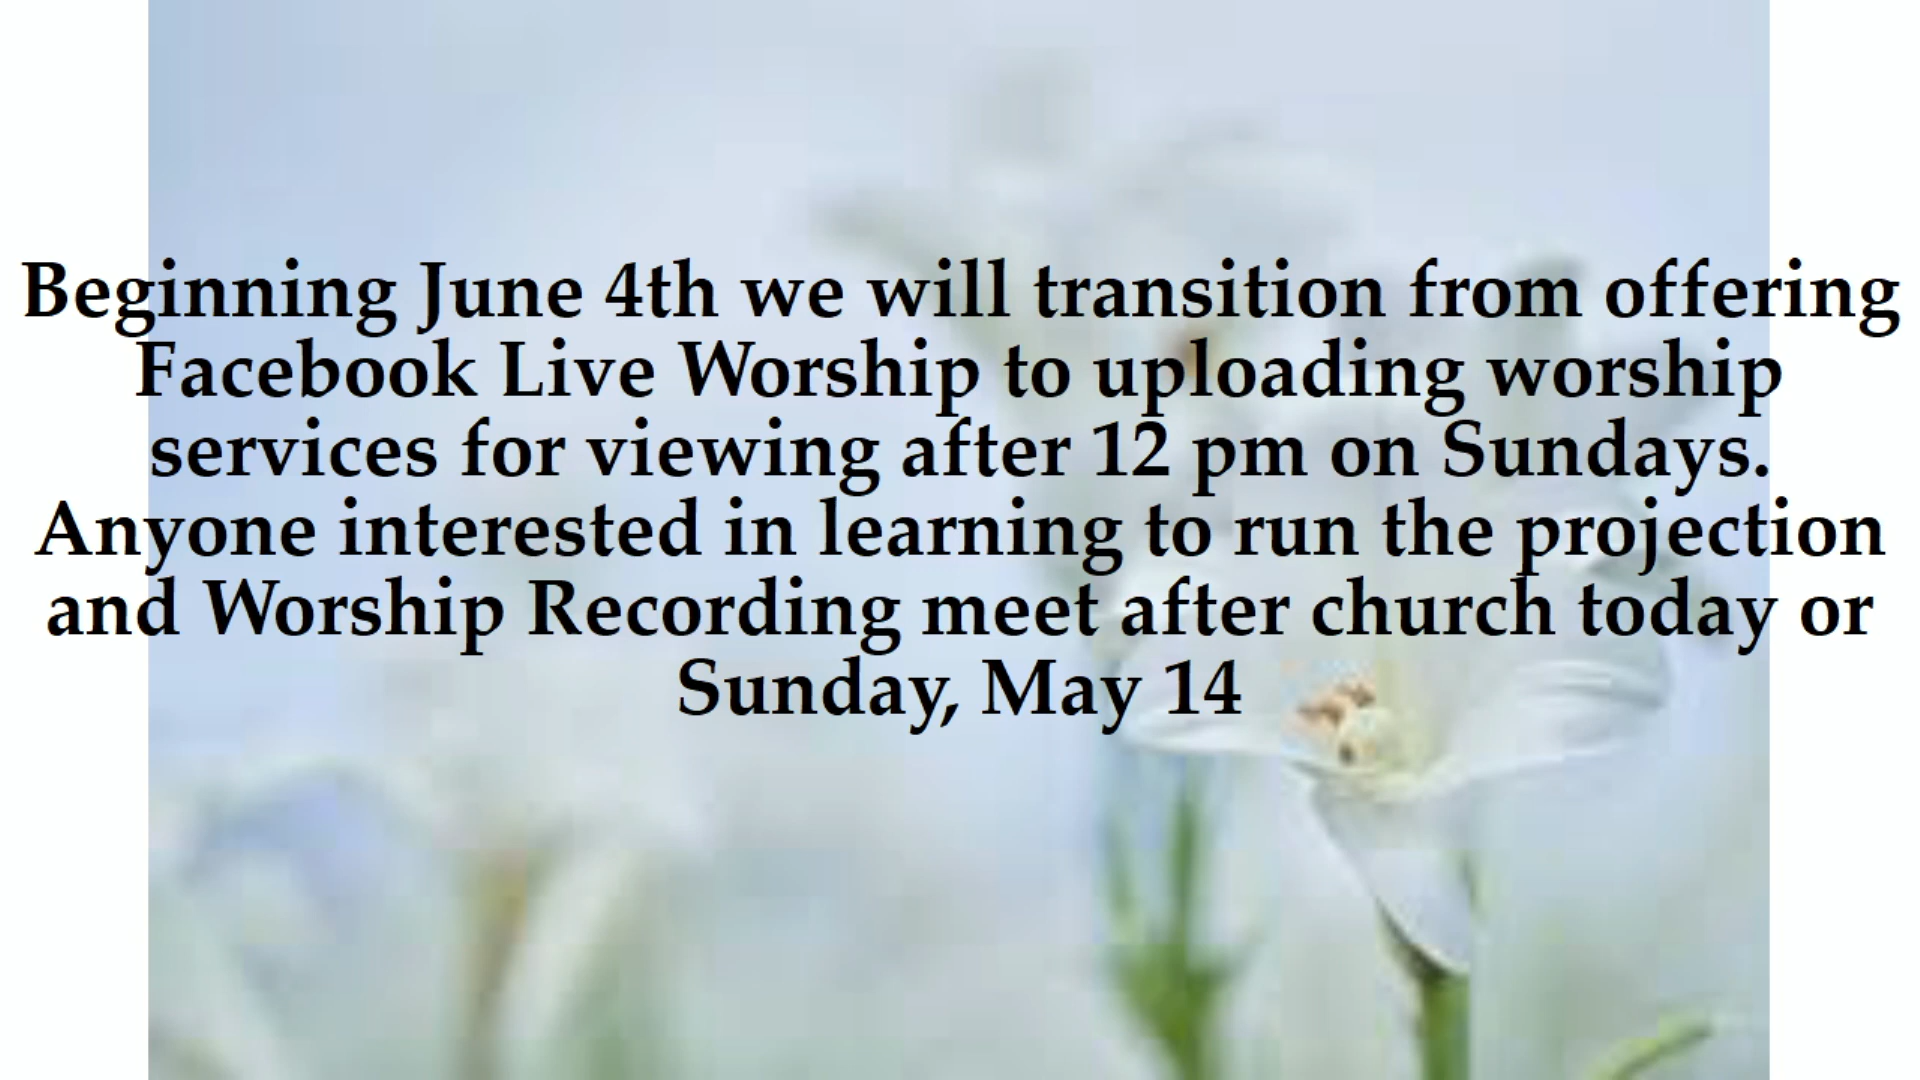 Beginning June 4th we will transition from offering
Facebook Live Worship to uploading worship
services for viewing after 12 pm on Sundays.
Anyone interested in learning to run the projection
and Worship Recording meet after church today or
Sunday, May 14